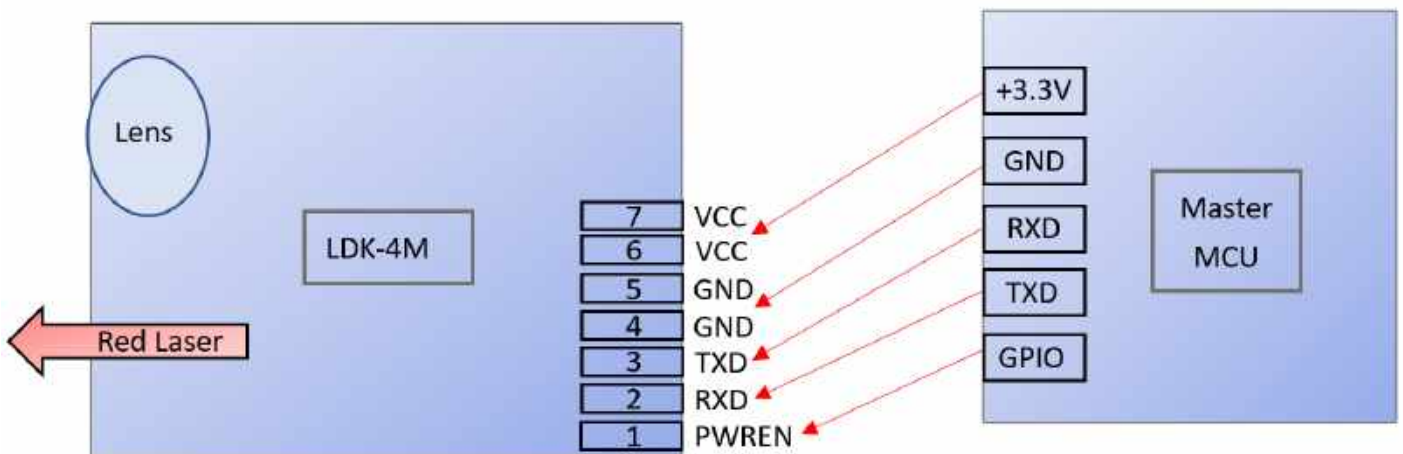 Lens
LDK-4M
Red Laser
7 VCC
6 VCC
5 GND
4 GND
3 TXD
2 RXD
1 PWREN
+3.3V
GND
RXD
TXD
GPIO
Master
MCU